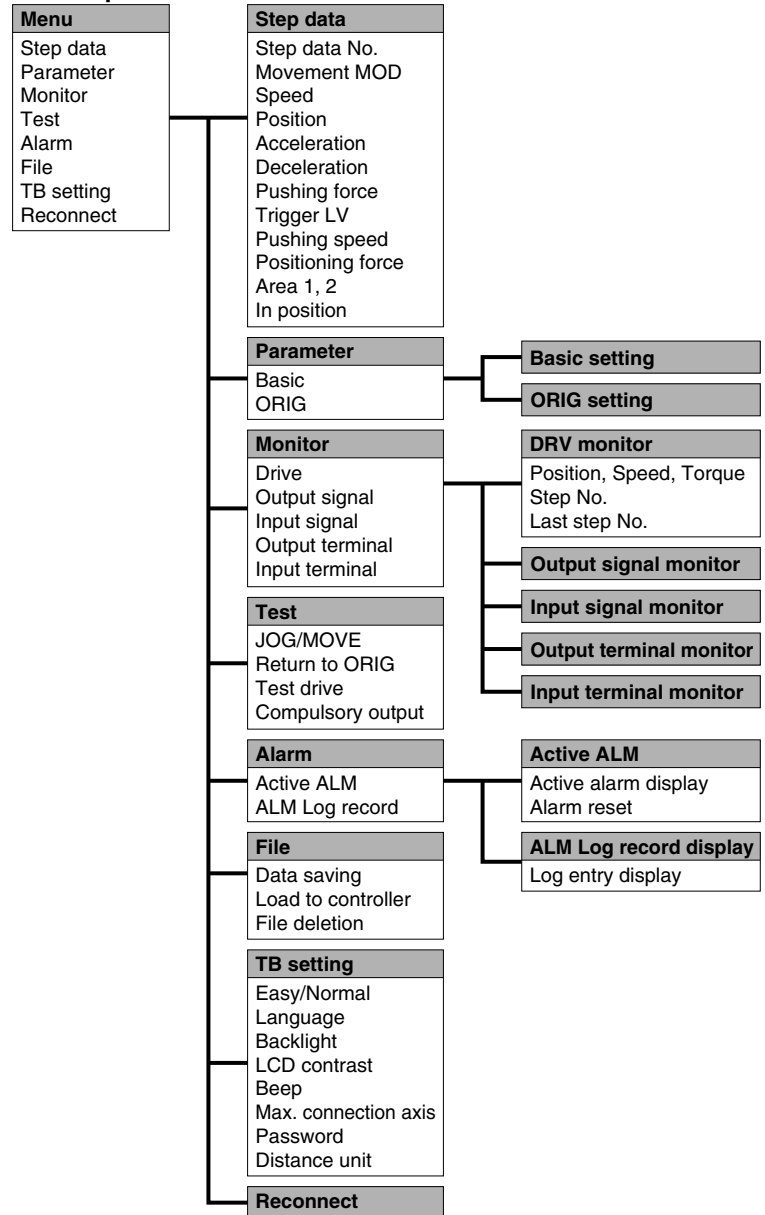 Menu
Step data
Parameter
Monitor
Test
Alarm
File
TB setting
Reconnect
Step data
Step data No.
Movement MOD
Speed
Position
Acceleration
Deceleration
Pushing force
Trigger LV
Pushing speed
Positioning force
Area 1, 2
In position
Parameter
Basic
ORIG
Basic setting
ORIG setting
Monitor
Drive
Output signal
Input signal
Output terminal
Input terminal
DRV monitor
Position, Speed, Torque
Step No.
Last step No.
Output signal monitor
Input signal monitor
Output terminal monitor
Input terminal monitor
Test
JOG/MOVE
Return to ORIG
Test drive
Compulsory output
Alarm
Active ALM
ALM Log record
Active ALM
Active alarm display
Alarm reset
ALM Log record display
Log entry display
File
Data saving
Load to controller
File deletion
TB setting
Easy/Normal
Language
Backlight
LCD contrast
Beep
Max. connection axis
Password
Distance unit
Reconnect